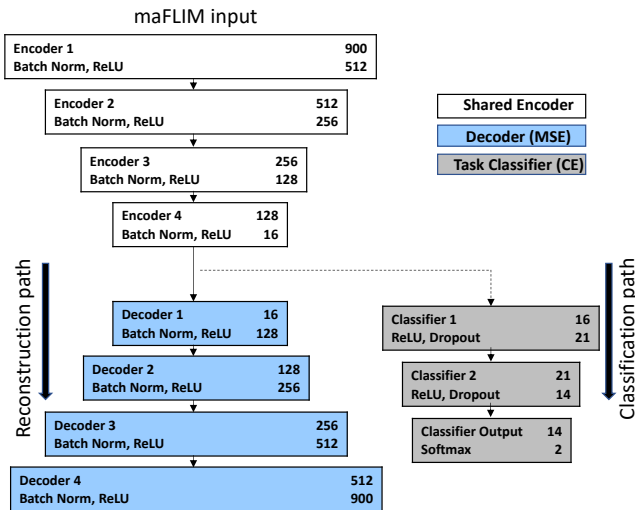 maFLIM input
Encoder 1 900
Batch Norm, ReLU 512
Encoder 2 512
Batch Norm, ReLU 256
Encoder 3 256
Batch Norm, ReLU 128
Encoder 4 128
Batch Norm, ReLU 16
Shared Encoder
Decoder (MSE)
Task Classifier (CE)
Reconstruction path
Decoder 1 16
Batch Norm, ReLU 128
Decoder 2 128
Batch Norm, ReLU 256
Decoder 3 256
Batch Norm, ReLU 512
Decoder 4 512
Batch Norm, ReLU 900
Classifier 1 16
ReLU, Dropout 21
Classifier 2 21
ReLU, Dropout 14
Classifier Output 14
Softmax 2
Classification path